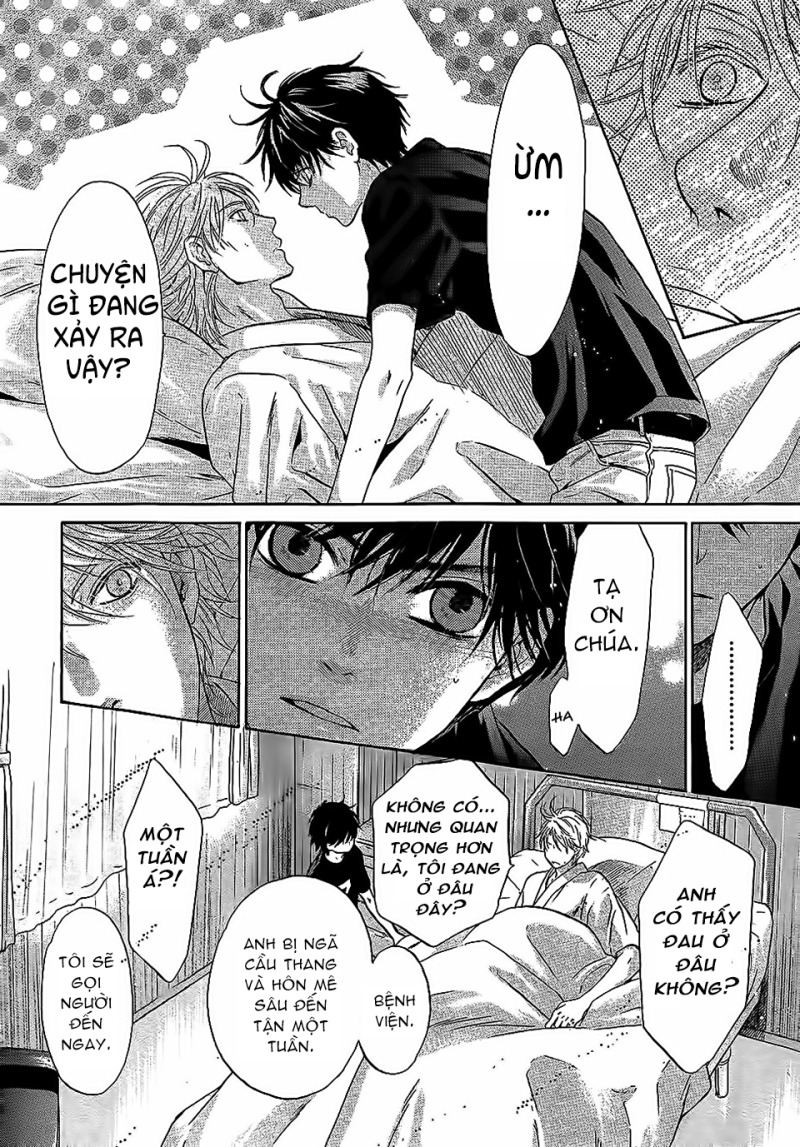 ỪM
...
CHUYỆN
GÌ ĐANG
XẢY RA
VẬY?
.........
TẠ
ƠN
CHÚA.
HA
ANH
CÓ THẤY
ĐAU Ở
ĐÂU
KHÔNG?
KHÔNG CÓ...
NHƯNG QUAN
TRỌNG HƠN
LÀ, TÔI ĐANG
Ở ĐÂU
ĐÂY?
BỆNH
VIỆN.
ANH BỊ NGÃ
CẦU THANG
VÀ HÔN MÊ
SÂU ĐẾN
TẬN MỘT
TUẦN.
MỘT
TUẦN
Á?!
TÔI SẼ
GỌI
NGƯỜI
ĐẾN
NGAY.